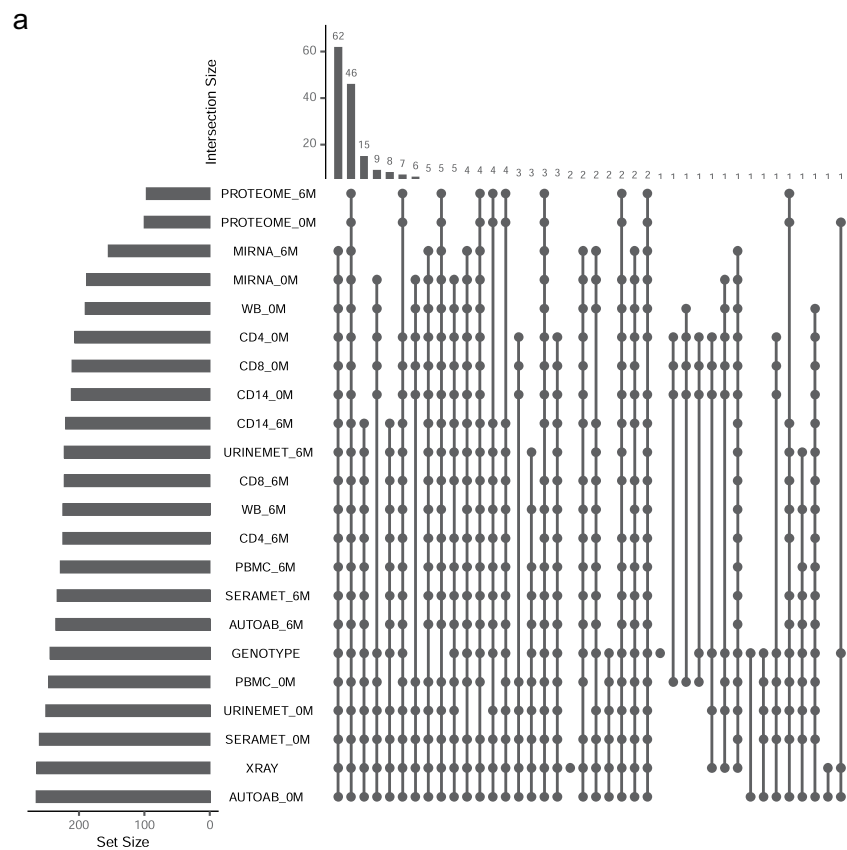 a
Intersection Size
60
40
20
62 46 15 9 8 7 6 5 5 5 4 4 4 4 3 3 3 3 2 2 2 2 2 2 2 1 1 1 1 1 1 1 1 1 1 1 1 1 1 1
PROTEOME_6M
PROTEOME_0M
MIRNA_6M
MIRNA_0M
WB_0M
CD4_0M
CD8_0M
CD14_0M
CD14_6M
URINEMET_6M
CD8_6M
WB_6M
CD4_6M
PBMC_6M
SERAMET_6M
AUTOAB_6M
GENOTYPE
PBMC_0M
URINEMET_0M
SERAMET_0M
XRAY
AUTOAB_0M
200 100 0
Set Size